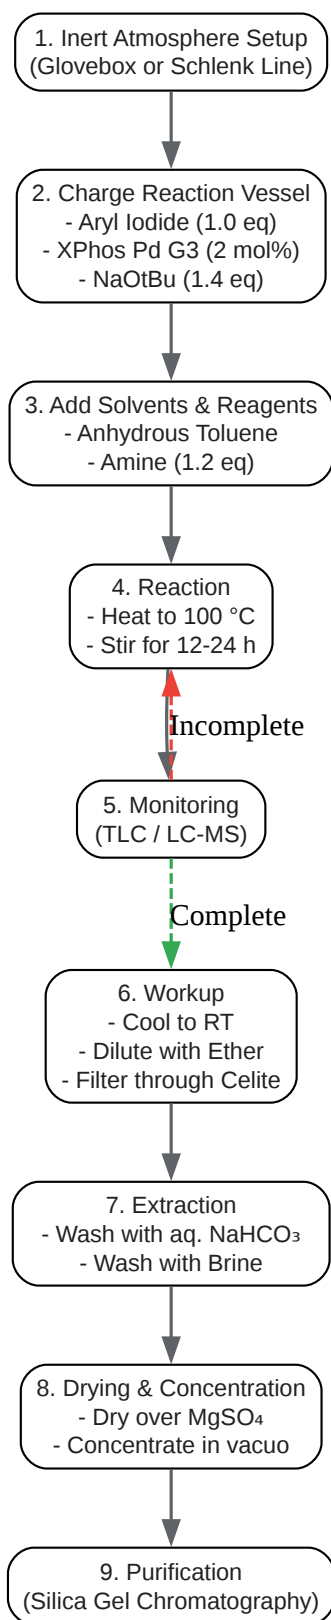 1. Inert Atmosphere Setup
(Glovebox or Schlenk Line)
2. Charge Reaction Vessel
- Aryl Iodide (1.0 eq)
- XPhos Pd G3 (2 mol%)
- NaOtBu (1.4 eq)
3. Add Solvents & Reagents
- Anhydrous Toluene
- Amine (1.2 eq)
4. Reaction
- Heat to 100 °C
- Stir for 12-24 h
Incomplete
5. Monitoring
(TLC / LC-MS)
Complete
6. Workup
- Cool to RT
- Dilute with Ether
- Filter through Celite
7. Extraction
- Wash with aq. NaHCO₃
- Wash with Brine
8. Drying & Concentration
- Dry over MgSO₄
- Concentrate in vacuo
9. Purification
(Silica Gel Chromatography)